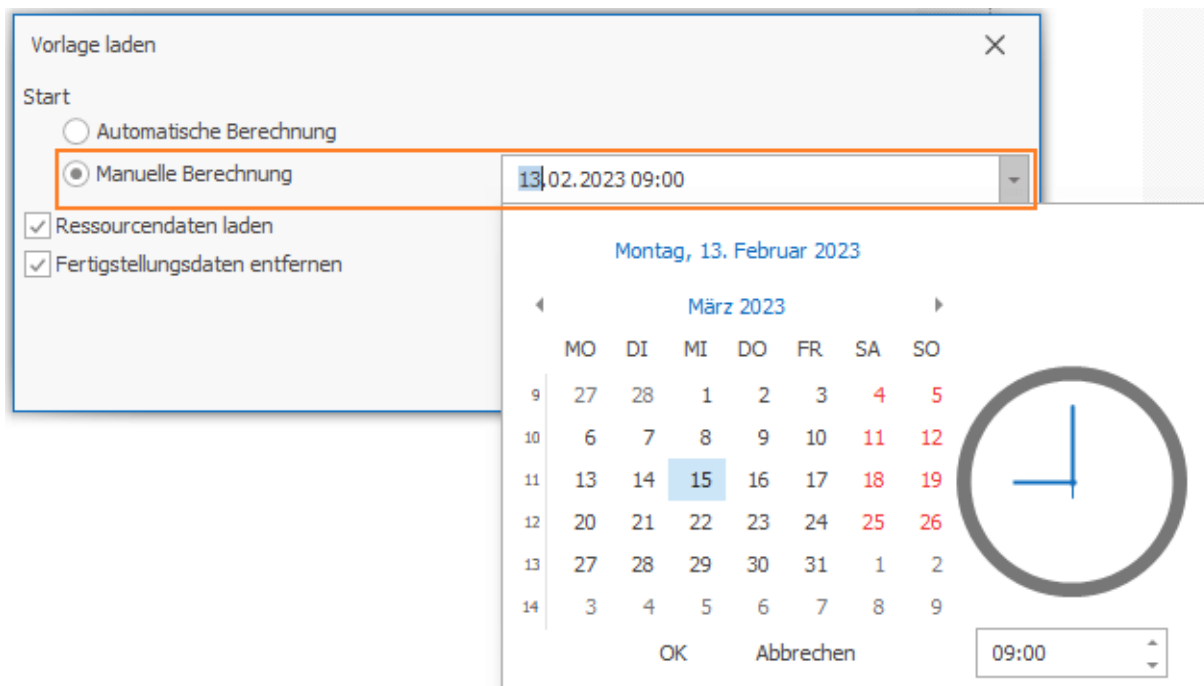 Vorlage laden
Start
Automatische Berechnung
Manuelle Berechnung 13.02.2023 09:00
Ressourcendaten laden
Fertigstellungsdaten entfernen
Montag, 13. Februar 2023
März 2023
MO DI MI DO FR SA SO
9 27 28 1 2 3 4 5
10 6 7 8 9 10 11 12
11 13 14 15 16 17 18 19
12 20 21 22 23 24 25 26
13 27 28 29 30 31 1 2
14 3 4 5 6 7 8 9
OK Abbrechen 09:00